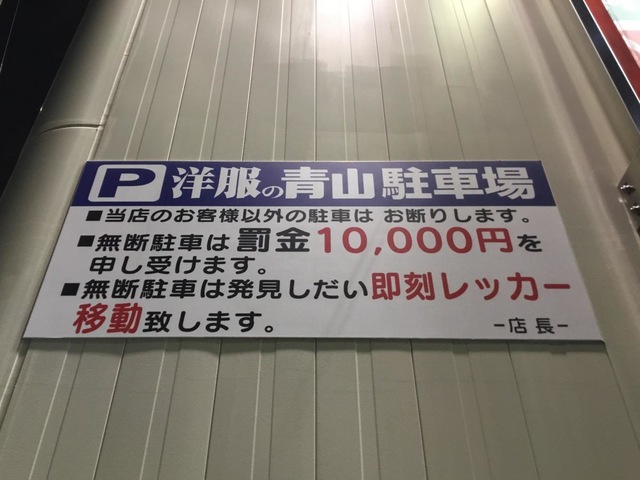 P 洋服の青山 駐車場
■当店のお客様以外の駐車は お断りします。
■無断駐車は罰金10,000円を
申し受けます。
■無断駐車は発見しだい即刻レッカー
移動致します。
-店 長-